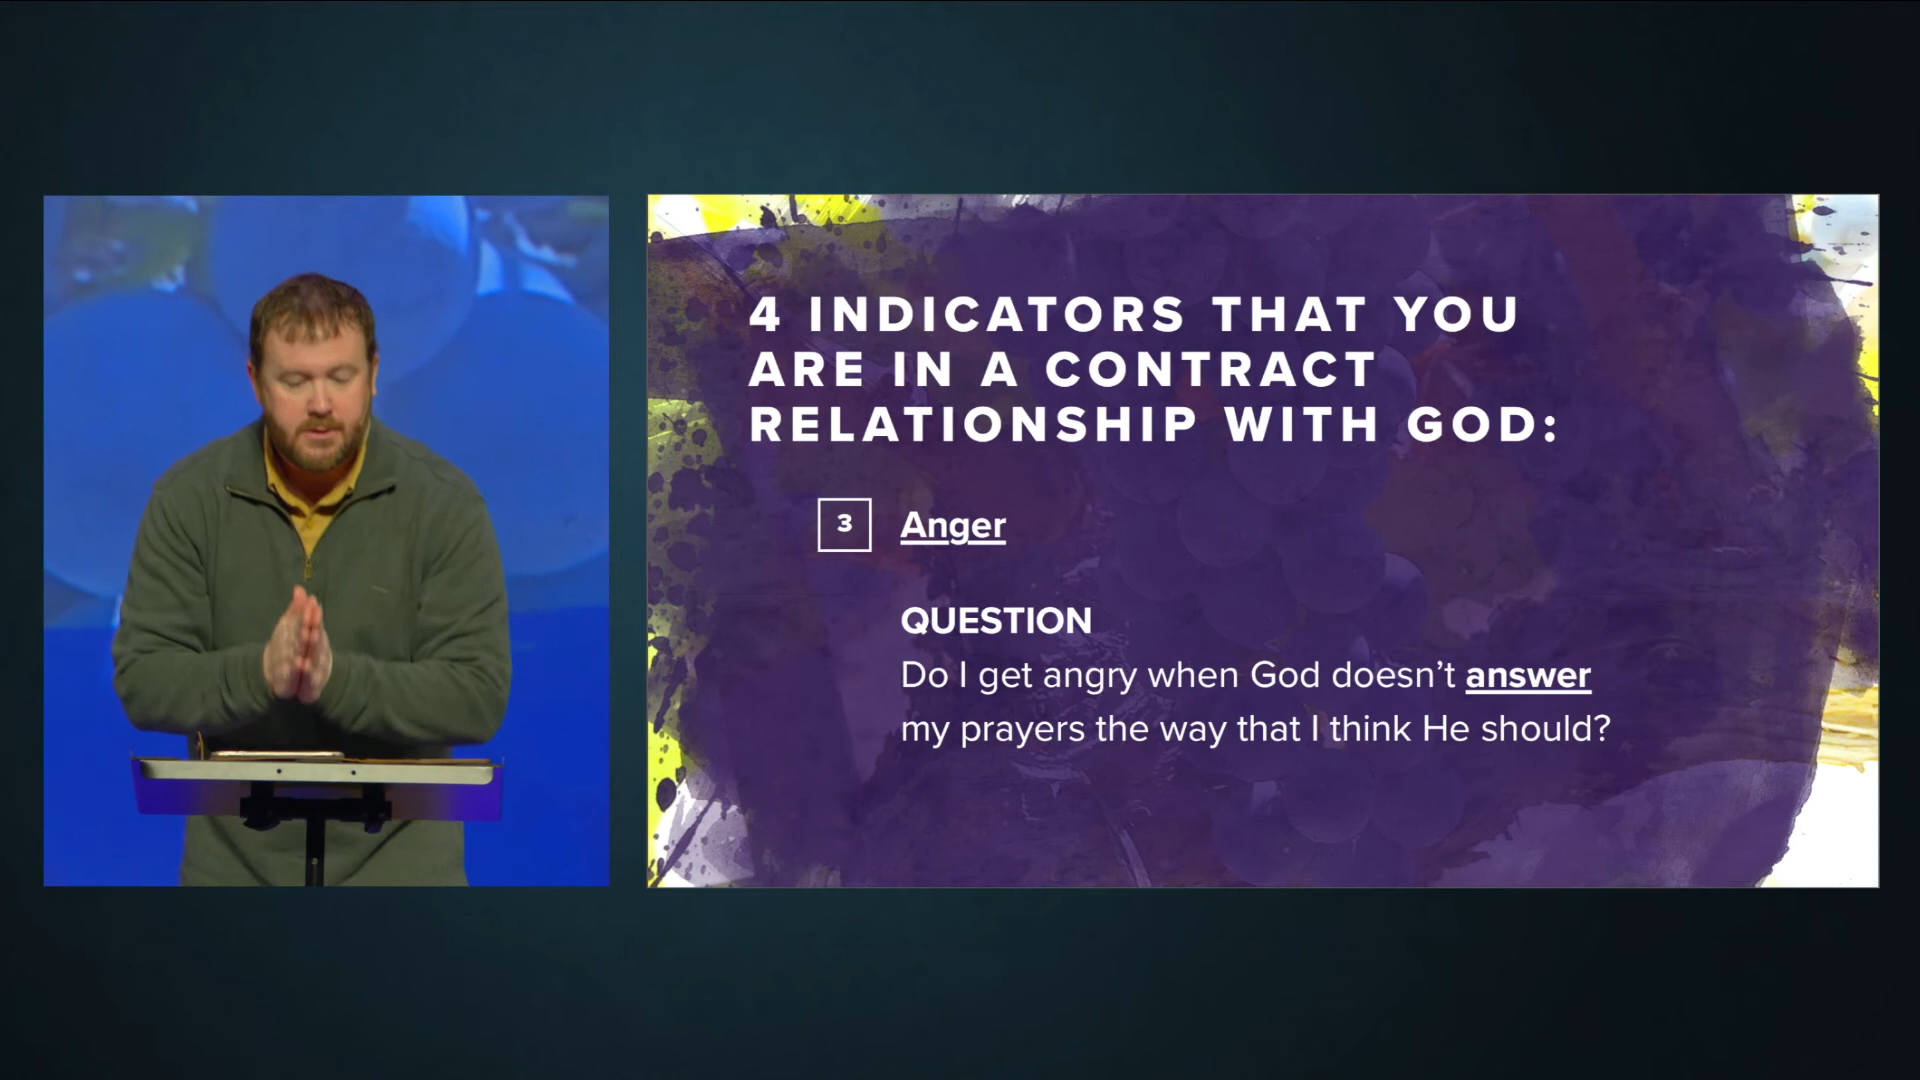 4 INDICATORS THAT YOU
ARE IN A CONTRACT
RELATIONSHIP WITH GOD:
3 Anger
QUESTION
Do I get angry when God doesn’t answer
my prayers the way that I think He should?